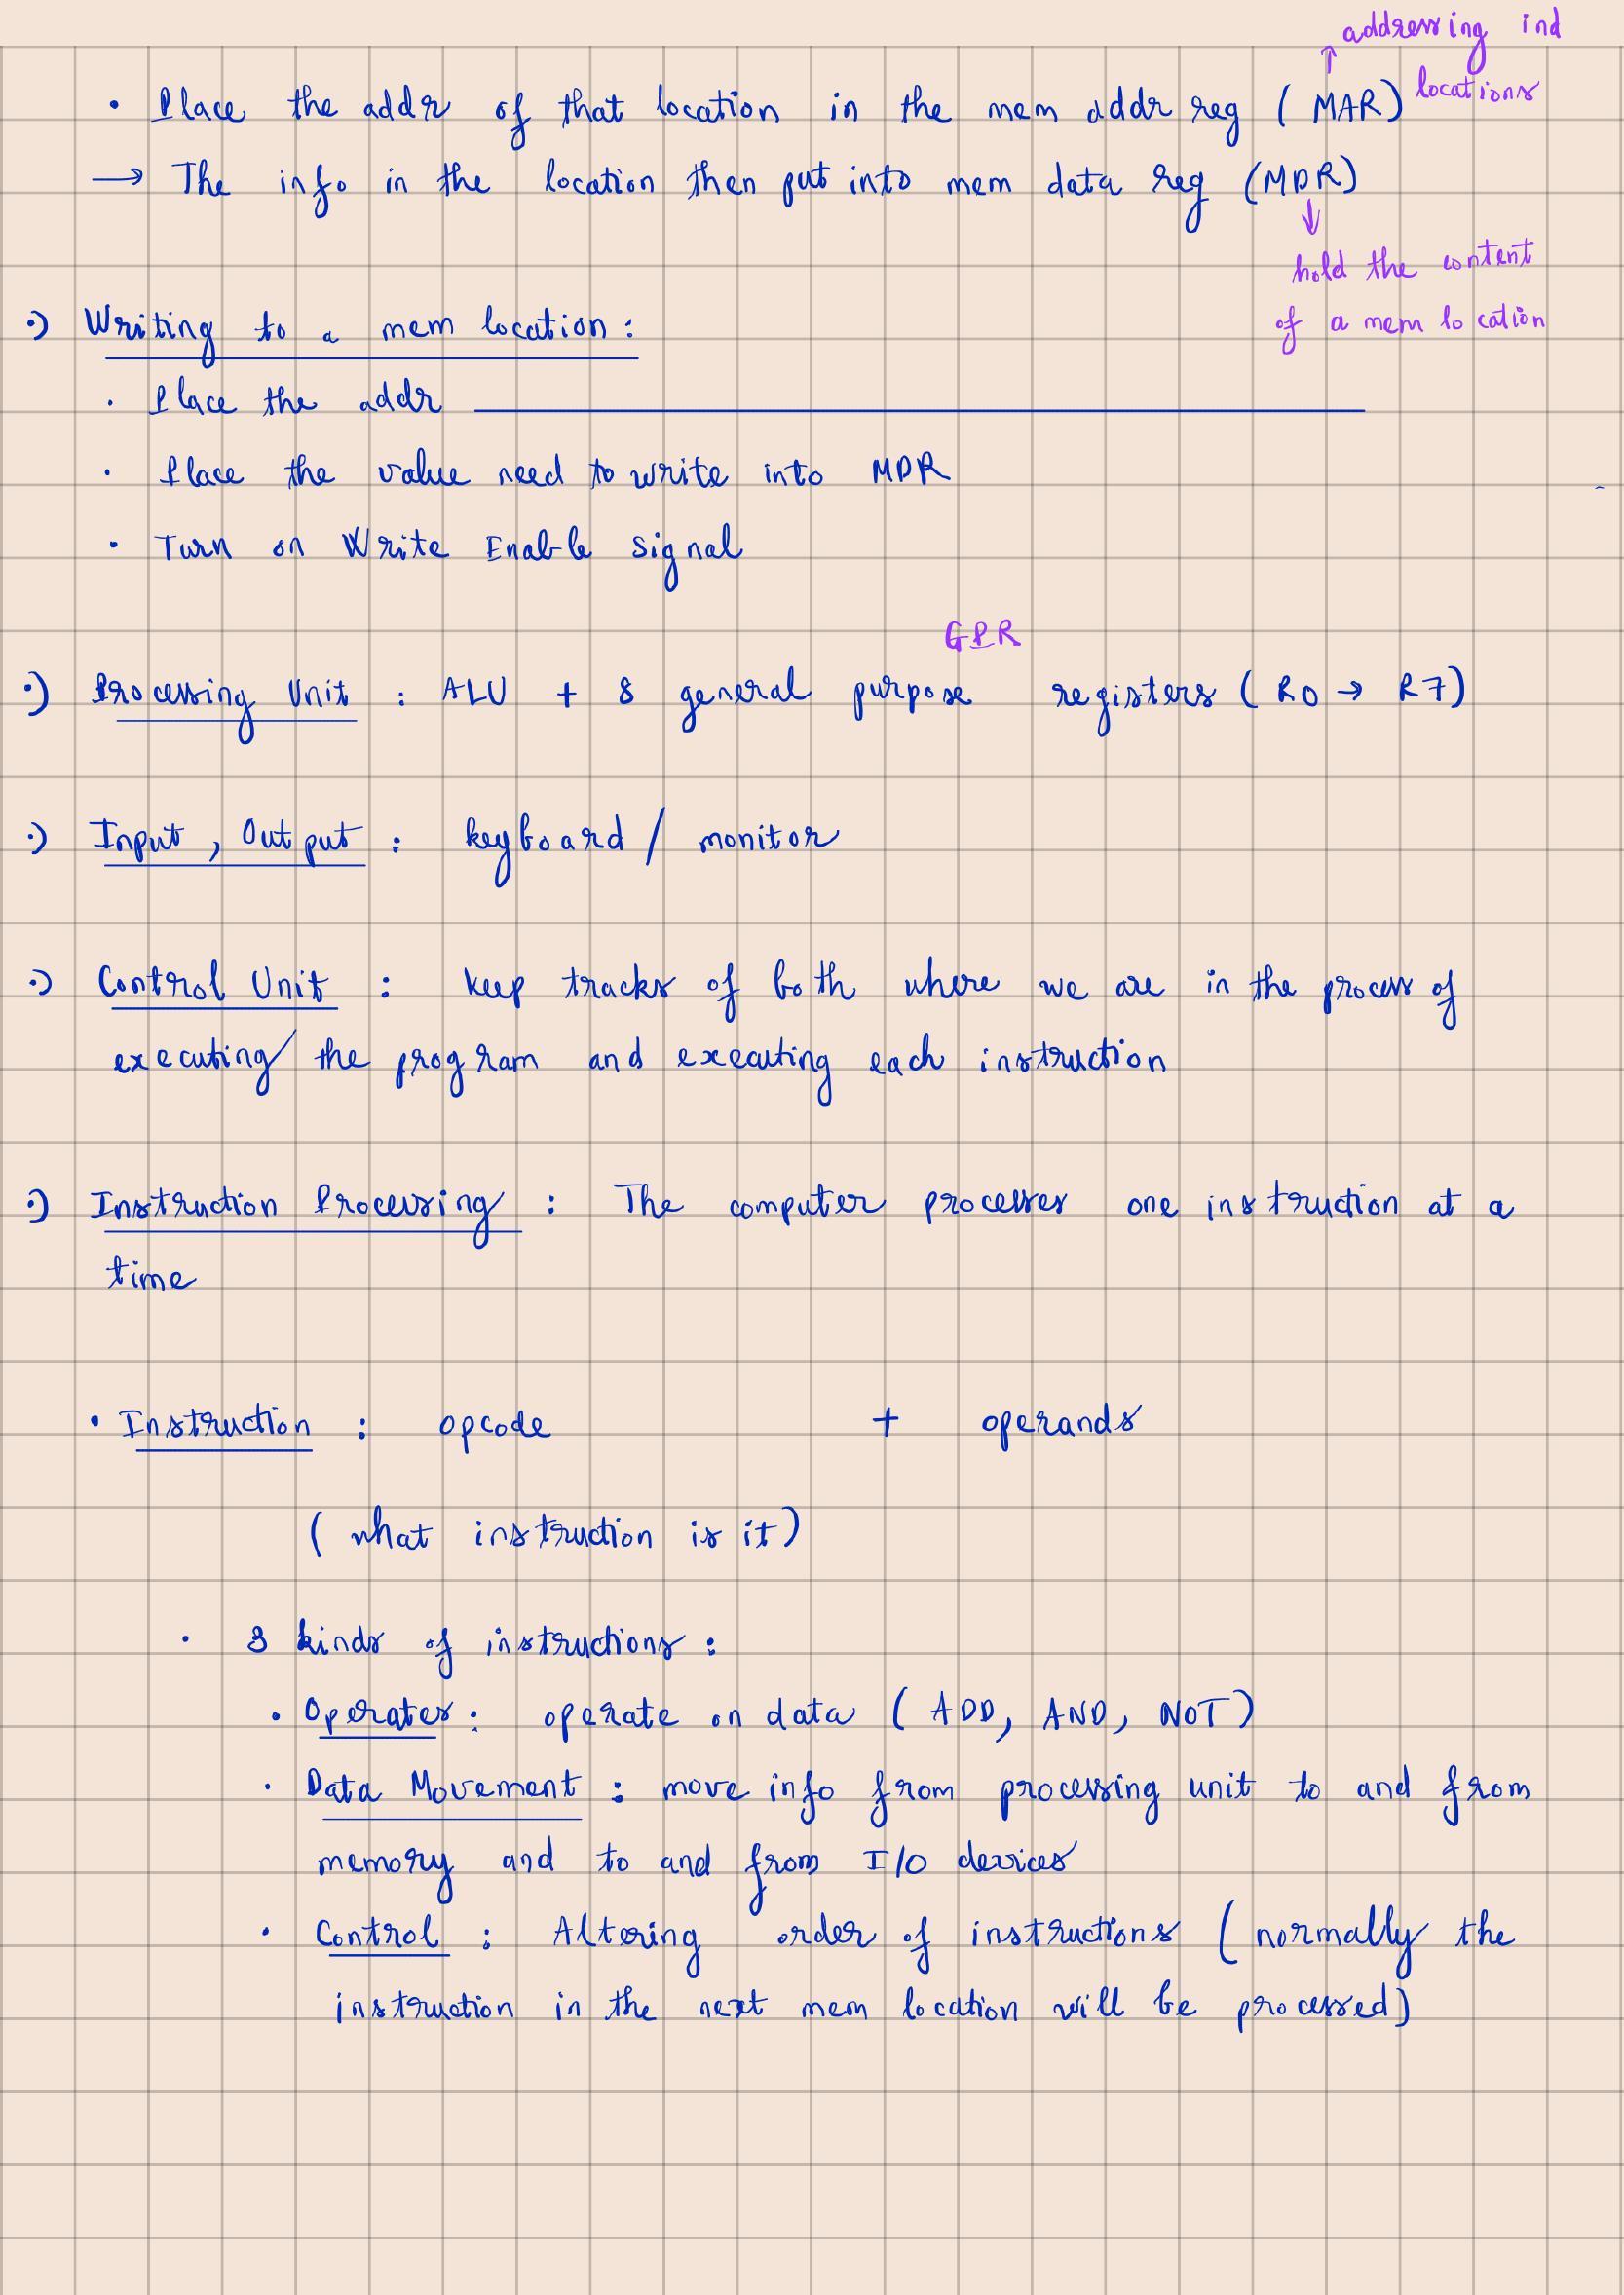 addressing ind
locations
• Place the addr of that location in the mem addr reg (MAR)
→ The info in the location then put into mem data reg (MDR)
hold the content
of a mem location
Writing to a mem location:
• Place the addr
• Place the value need to write into MDR
• Turn on Write Enable signal
GPR
Processing Unit : ALU + 8 general purpose registers (R0 → R7)
Input, Output : keyboard / monitor
Control Unit : keep tracks of both where we are in the process of
executing the program and executing each instruction
Instruction Processing : The computer processes one instruction at a
time
• Instruction : opcode + operands
(what instruction is it)
• 3 kinds of instructions :
• Operates : operate on data (ADD, AND, NOT)
• Data Movement : move info from processing unit to and from
memory and to and from I/O devices
• Control : Altering order of instructions (normally the
instruction in the next mem location will be processed)